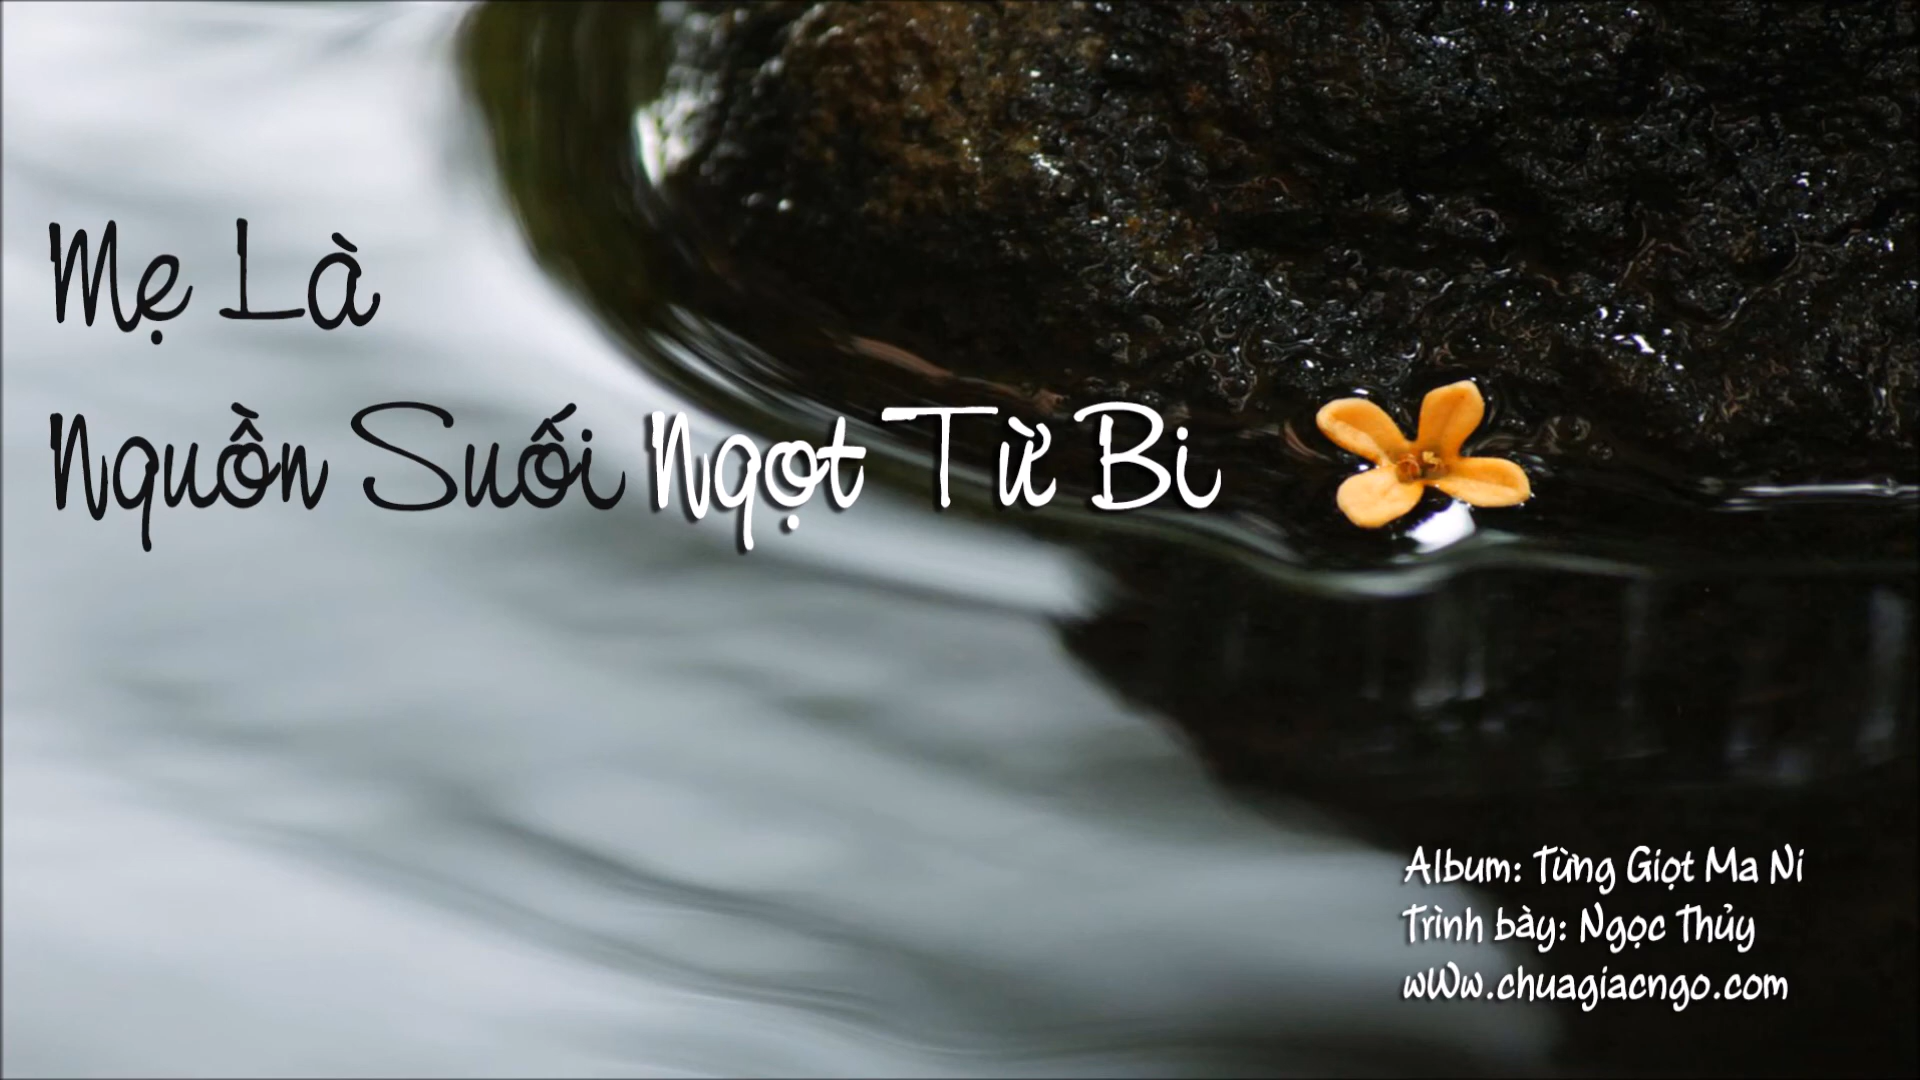 Mẹ Là
Nguồn Suối Ngọt Từ Bi
Album: Từng Giọt Ma Ni
Trình bày: Ngọc Thủy
wWw.chuagiacngo.com